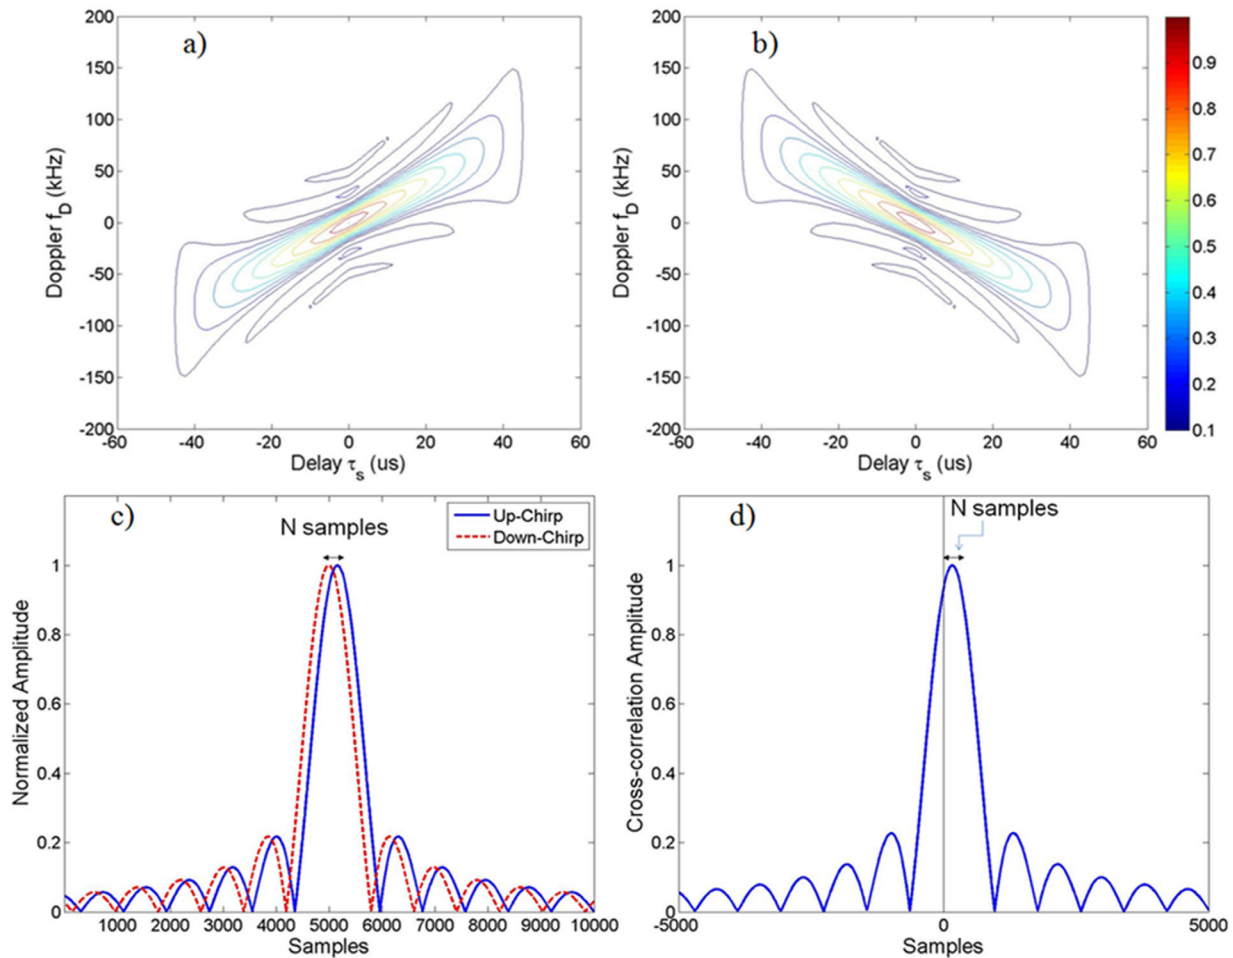 a)
200
150
100
50
0
-50
-100
-150
-200
Doppler f_D (kHz)
-60 -40 -20 0 20 40 60
Delay τ_s (us)
b)
200
150
100
50
0
-50
-100
-150
-200
Doppler f_D (kHz)
-60 -40 -20 0 20 40 60
Delay τ_s (us)
0.9
0.8
0.7
0.6
0.5
0.4
0.3
0.2
0.1
c)
N samples
Up-Chirp
Down-Chirp
1
0.8
0.6
0.4
0.2
0
Normalized Amplitude
1000 2000 3000 4000 5000 6000 7000 8000 9000 10000
Samples
d)
N samples
1
0.8
0.6
0.4
0.2
0
Cross-correlation Amplitude
-5000 0 5000
Samples